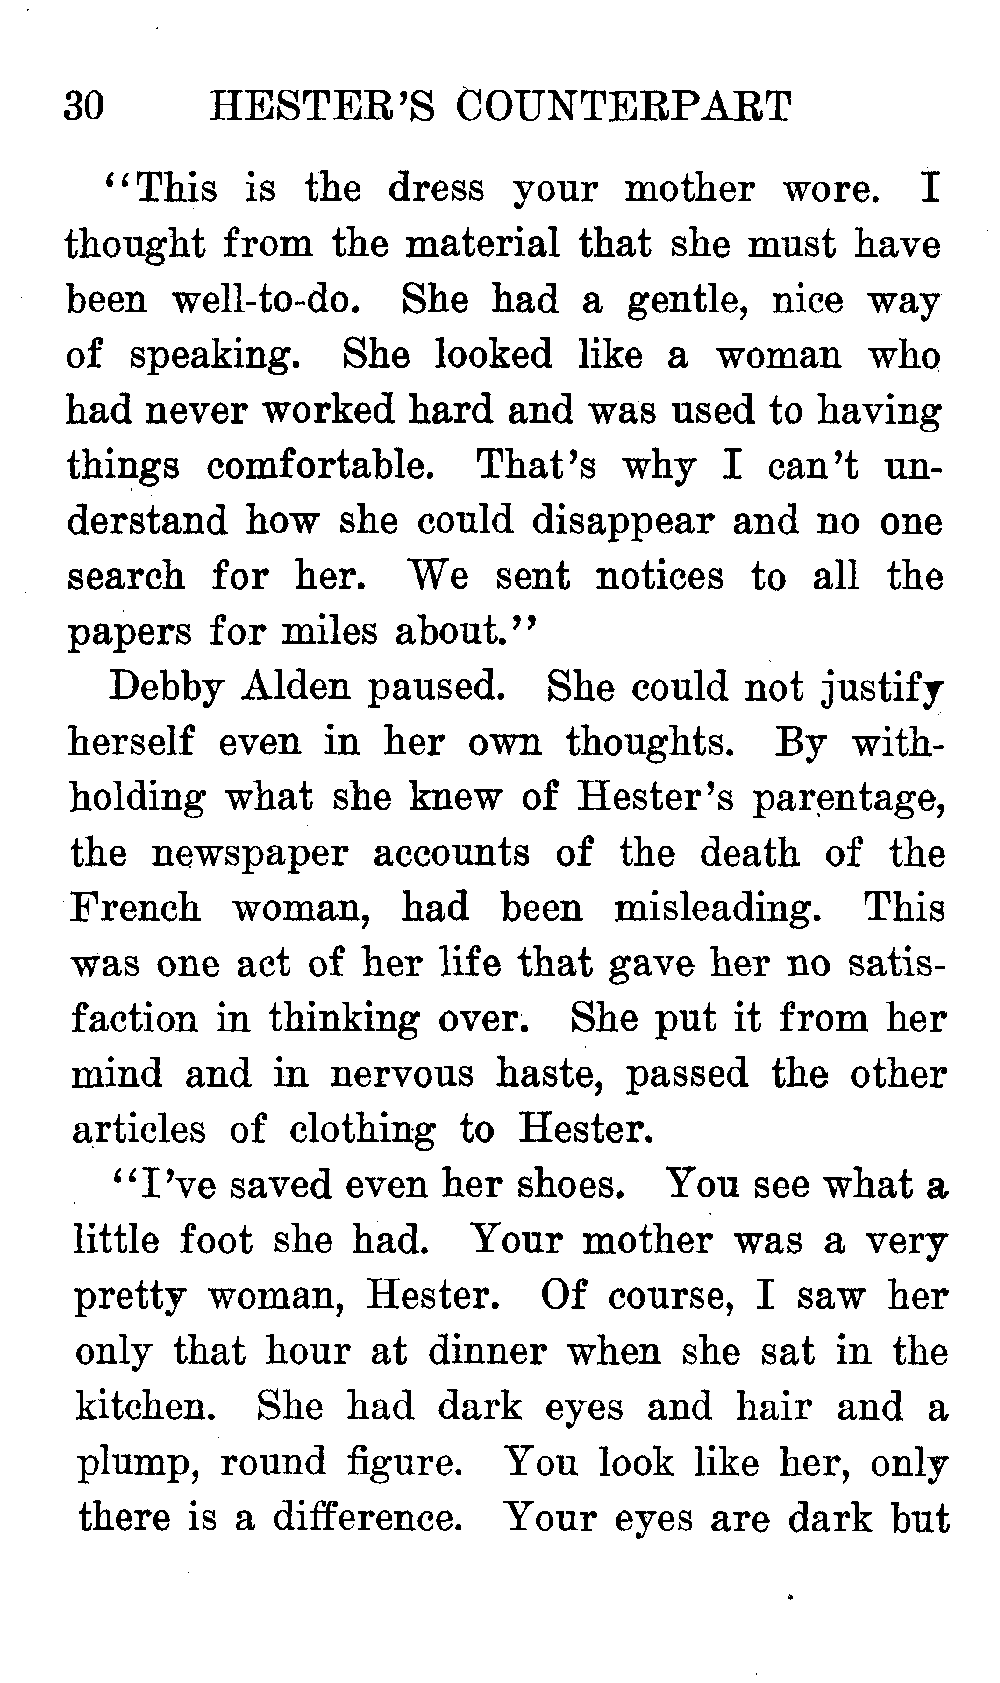 30 HESTER'S COUNTERPART
"This is the dress your mother wore. I
thought from the material that she must have
been well-to-do. She had a gentle, nice way
of speaking. She looked like a woman who
had never worked hard and was used to having
things comfortable. That's why I can't un-
derstand how she could disappear and no one
search for her. We sent notices to all the
papers for miles about."
Debby Alden paused. She could not justify
herself even in her own thoughts. By with-
holding what she knew of Hester's parentage,
the newspaper accounts of the death of the
French woman, had been misleading. This
was one act of her life that gave her no satis-
faction in thinking over. She put it from her
mind and in nervous haste, passed the other
articles of clothing to Hester.
"I've saved even her shoes. You see what a
little foot she had. Your mother was a very
pretty woman, Hester. Of course, I saw her
only that hour at dinner when she sat in the
kitchen. She had dark eyes and hair and a
plump, round figure. You look like her, only
there is a difference. Your eyes are dark but